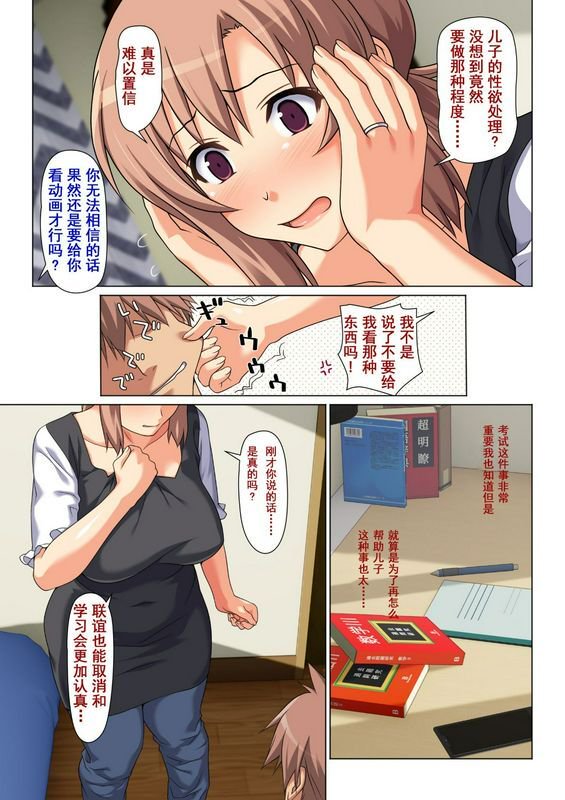 儿子的性欲处理？
没想到竟然
要做那种程度……
真是
难以置信
你无法相信的话
果然还是要给你
看动画才行吗？
我不是
说了不要给
我看那种
东西吗！
ギュウウウ
考试这件事非常
重要我也知道但是
就算是为了再怎么
帮助儿子
这种事也太……
超明瞭
刚才你说的话……
是真的吗？
联谊也能取消和
学习会更加认真…